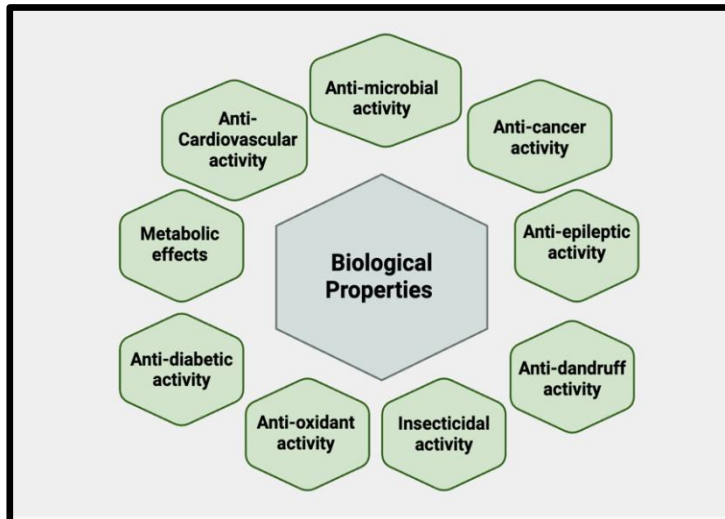 Anti-microbial
activity
Anti-cancer
activity
Anti-epileptic
activity
Anti-dandruff
activity
Insecticidal
activity
Anti-oxidant
activity
Anti-diabetic
activity
Metabolic
effects
Anti-
Cardiovascular
activity
Biological
Properties